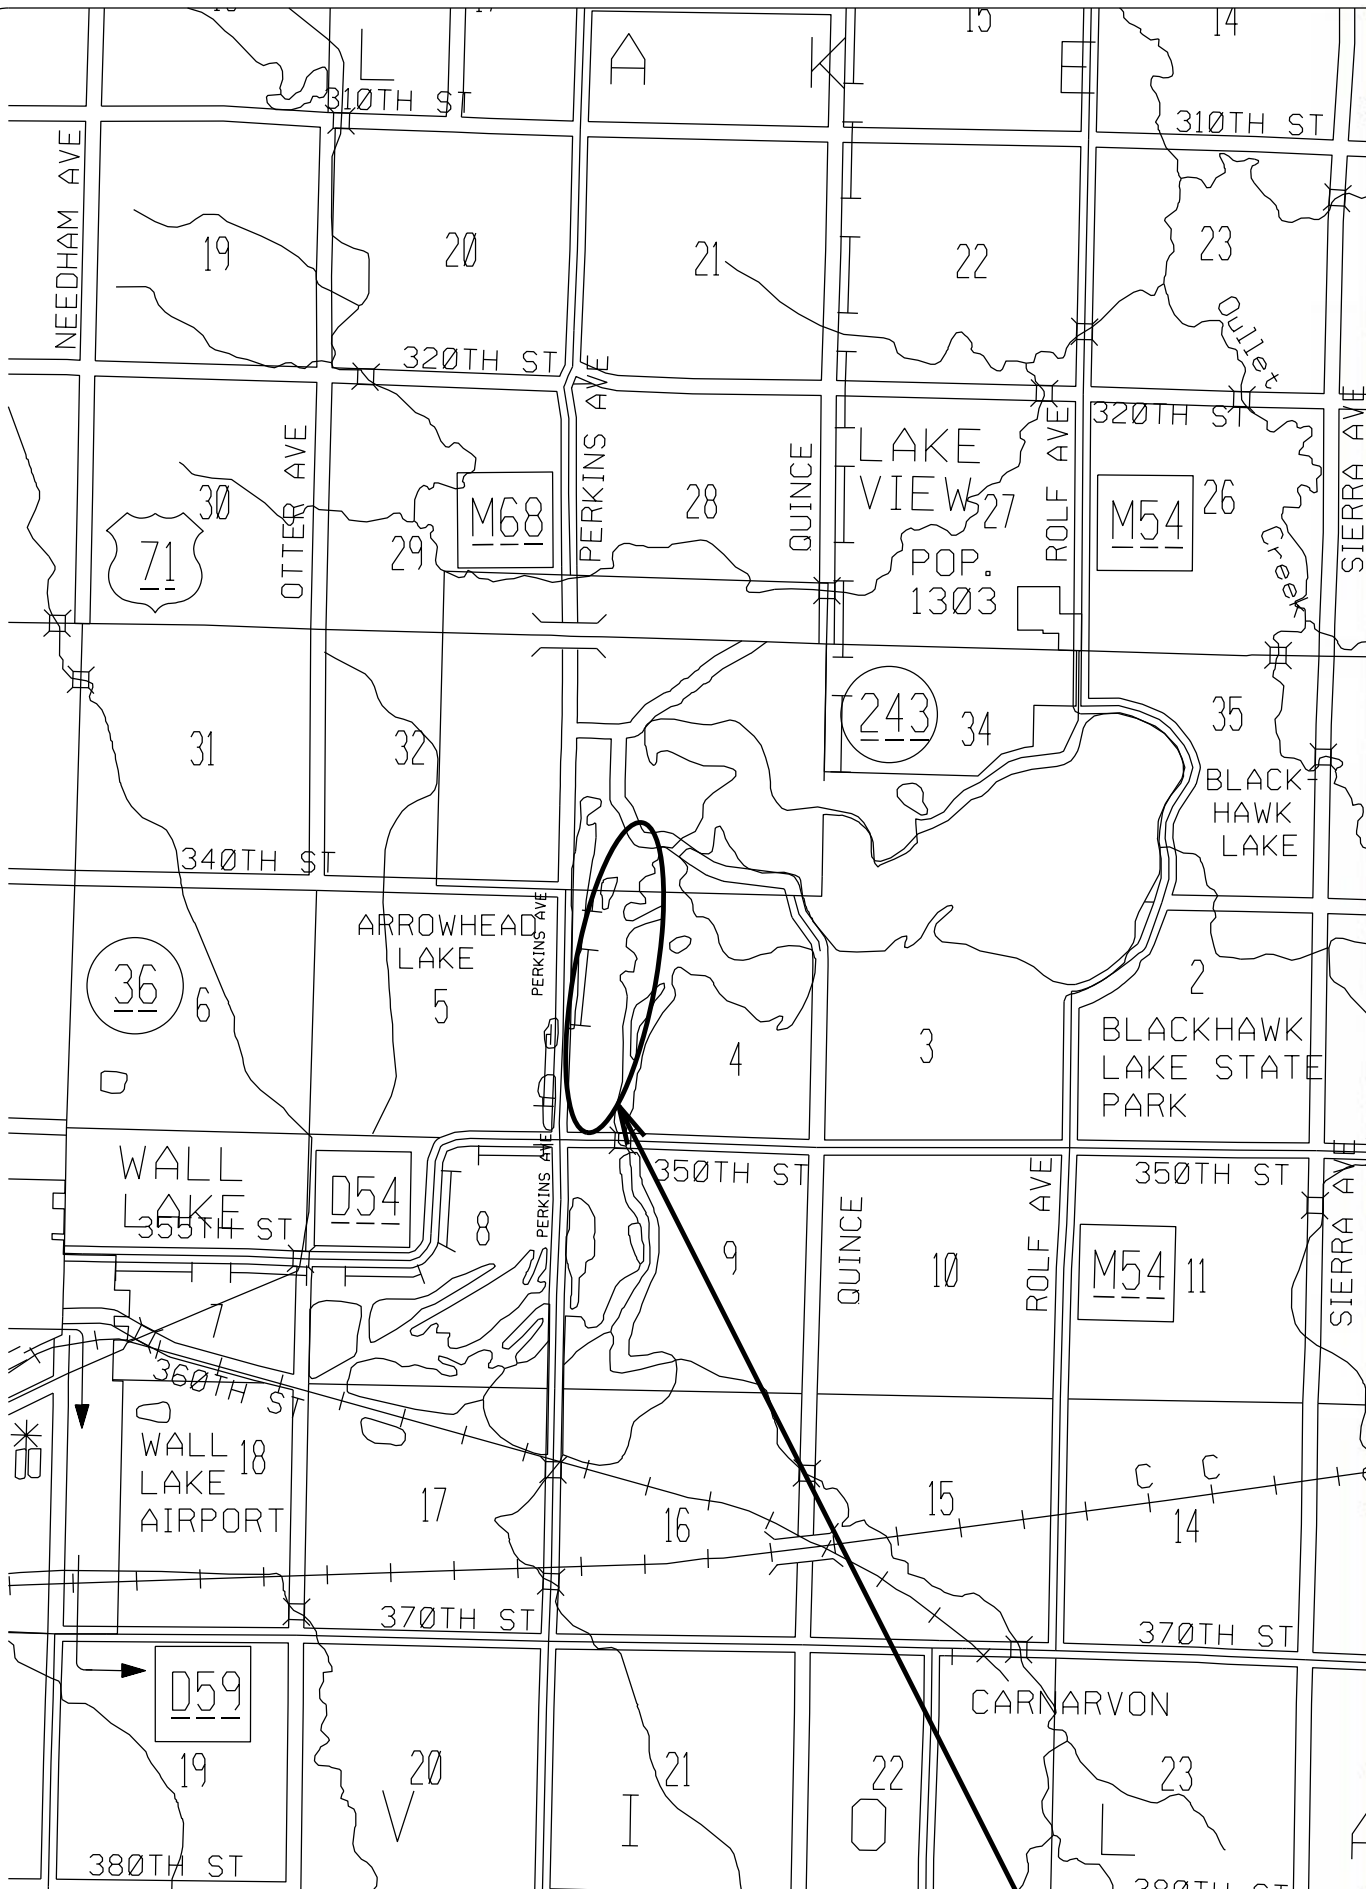 15
14
L
A
K
E
310TH ST
310TH ST
NEEDHAM AVE
19
20
21
22
23
Oullet
Creek
320TH ST
320TH ST
PERKINS AVE
OTTER AVE
QUINCE
ROLF AVE
SIERRA AVE
LAKE
VIEW
POP.
1303
30
29
28
27
26
71
M68
M54
243
31
32
34
35
BLACK-
HAWK
LAKE
340TH ST
ARROWHEAD
LAKE
PERKINS AVE
36
6
5
4
3
2
BLACKHAWK
LAKE STATE
PARK
WALL
LAKE
355TH ST
D54
PERKINS AVE
350TH ST
350TH ST
7
8
9
10
11
QUINCE
ROLF AVE
M54
SIERRA AVE
360TH ST
WALL
LAKE
AIRPORT
18
17
16
15
14
C C
370TH ST
370TH ST
D59
CARNARVON
19
20
21
22
23
V
I
O
L
A
380TH ST
380TH ST